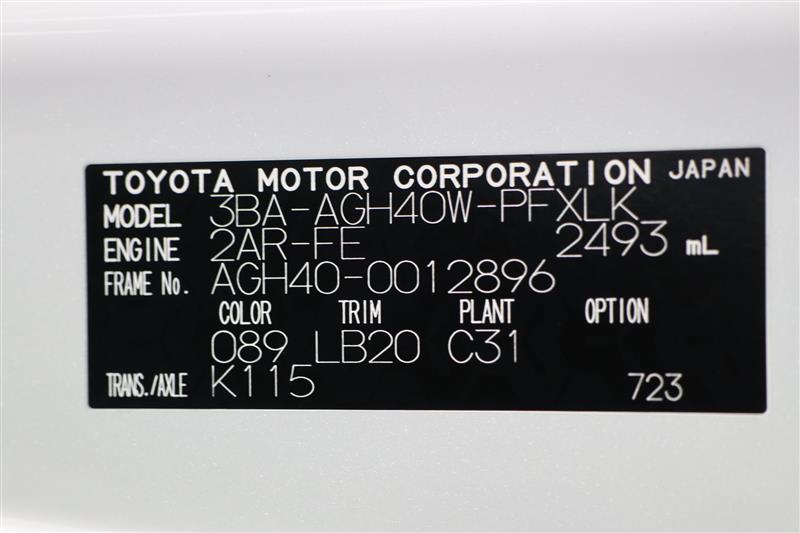 TOYOTA MOTOR CORPORATION JAPAN
MODEL 3BA-AGH40W-PFXLK
ENGINE 2AR-FE 2493 mL
FRAME No. AGH40-0012896
COLOR TRIM PLANT OPTION
089 LB20 C31
TRANS./AXLE K115 723